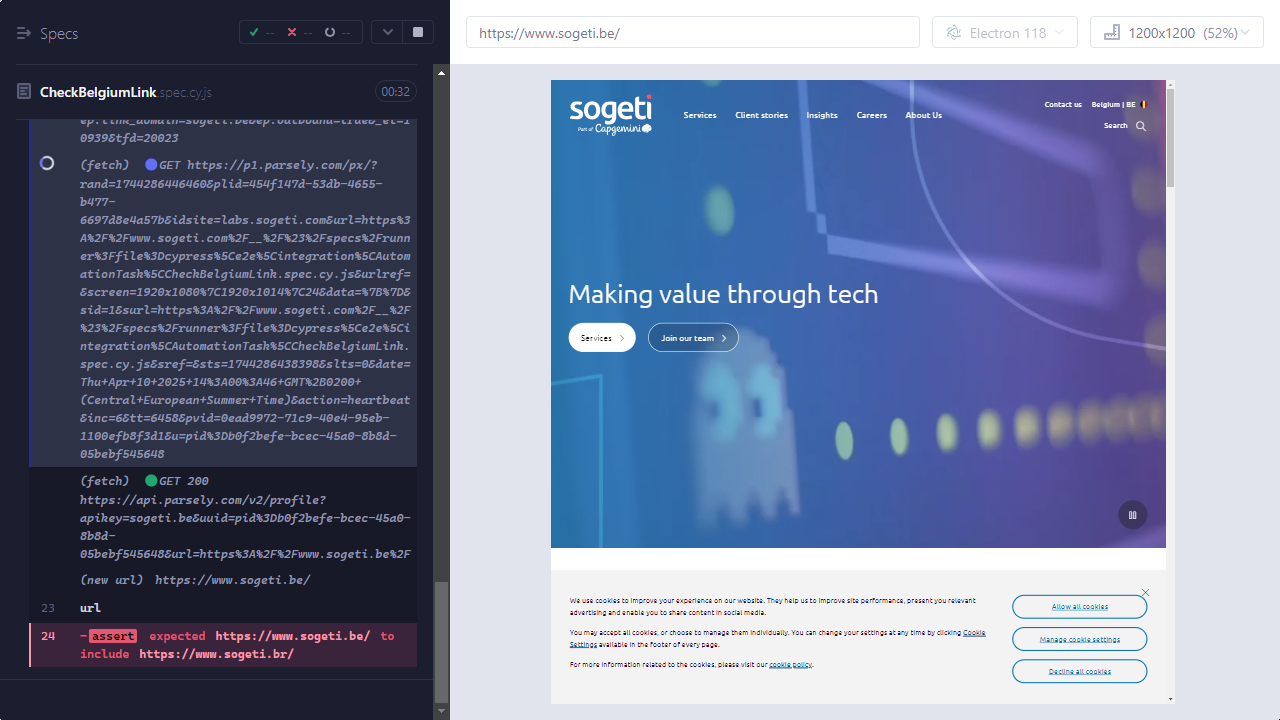 Specs
-- -- --
https://www.sogeti.be/
Electron 118
1200x1200 (52%)
CheckBelgiumLink.spec.cy.js
00:32
ep.link_domain=sogeti.be&ep.outbound=true&_et=1
0939&tfd=20023
(fetch) GET https://p1.parsely.com/px/?
rand=1744286446460&plid=454f147d-53db-4655-
b477-
6697d8e4a57b&idsite=labs.sogeti.com&url=https%3
A%2F%2Fwww.sogeti.com%2F__%2F%23%2Fspecs%2Frunn
er%3Ffile%3Dcypress%5Ce2e%5Cintegration%5CAutom
ationTask%5CCheckBelgiumLink.spec.cy.js&urlref=
&screen=1920x1080%7C1920x1014%7C24&data=%7B%7D&
sid=1&surl=https%3A%2F%2Fwww.sogeti.com%2F__%2F
%23%2Fspecs%2Frunner%3Ffile%3Dcypress%5Ce2e%5Ci
ntegration%5CAutomationTask%5CCheckBelgiumLink.
spec.cy.js&sref=&sts=1744286438398&slts=0&date=
Thu+Apr+10+2025+14%3A00%3A46+GMT%2B0200+
(Central+European+Summer+Time)&action=heartbeat
&inc=6&tt=6458&pvid=0ead9972-71c9-40e4-95eb-
1100efb8f3d1&u=pid%3Db0f2befe-bcec-45a0-8b8d-
05bebf545648
(fetch) GET 200
https://api.parsely.com/v2/profile?
apikey=sogeti.be&uuid=pid%3Db0f2befe-bcec-45a0-
8b8d-
05bebf545648&url=https%3A%2F%2Fwww.sogeti.be%2F
(new url) https://www.sogeti.be/
23 url
24 -assert expected https://www.sogeti.be/ to
include https://www.sogeti.br/
sogeti
Part of Capgemini
Services Client stories Insights Careers About Us
Contact us Belgium | BE
Search
Making value through tech
Services
Join our team
We use cookies to improve your experience on our website. They help us to improve site performance, present you relevant
advertising and enable you to share content in social media.
You may accept all cookies, or choose to manage them individually. You can change your settings at any time by clicking Cookie
Settings available in the footer of every page.
For more information related to the cookies, please visit our cookie policy.
Allow all cookies
Manage cookie settings
Decline all cookies